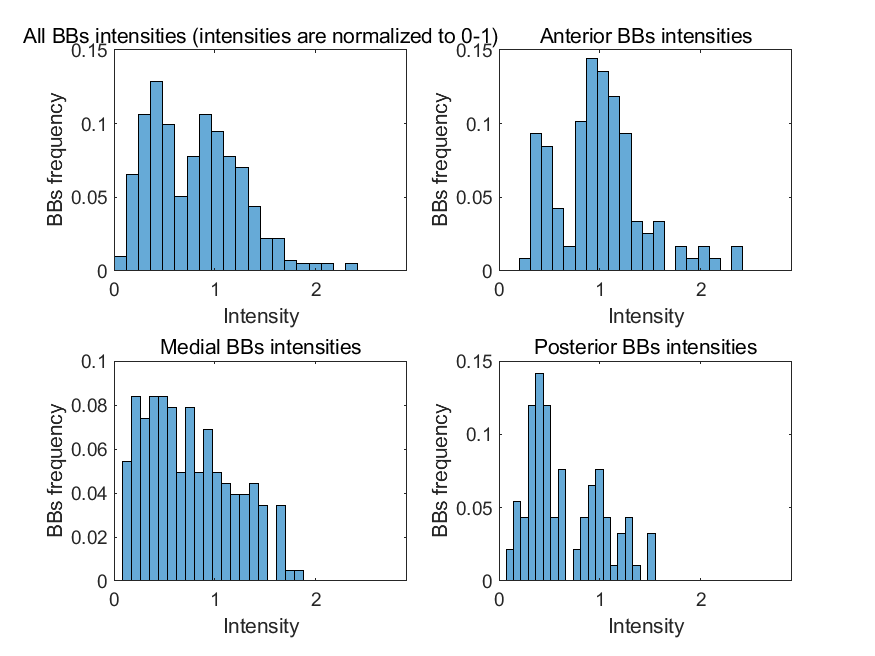 All BBs intensities (intensities are normalized to 0-1)
0.15
0.1
0.05
0
BBs frequency
0 1 2
Intensity
Anterior BBs intensities
0.15
0.1
0.05
0
BBs frequency
0 1 2
Intensity
Medial BBs intensities
0.1
0.08
0.06
0.04
0.02
0
BBs frequency
0 1 2
Intensity
Posterior BBs intensities
0.15
0.1
0.05
0
BBs frequency
0 1 2
Intensity